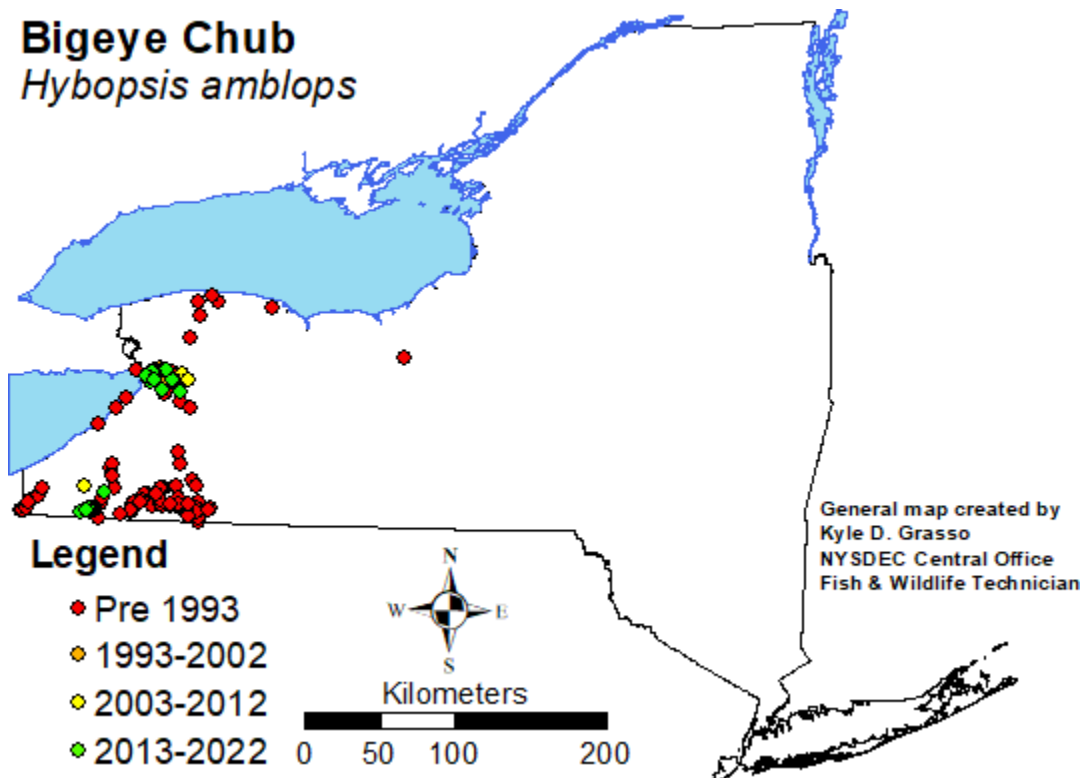 Bigeye Chub
Hybopsis amblops
General map created by
Kyle D. Grasso
NYSDEC Central Office
Fish & Wildlife Technician
Legend
Pre 1993
1993-2002
2003-2012
2013-2022
N
W E
S
Kilometers
0 50 100 200